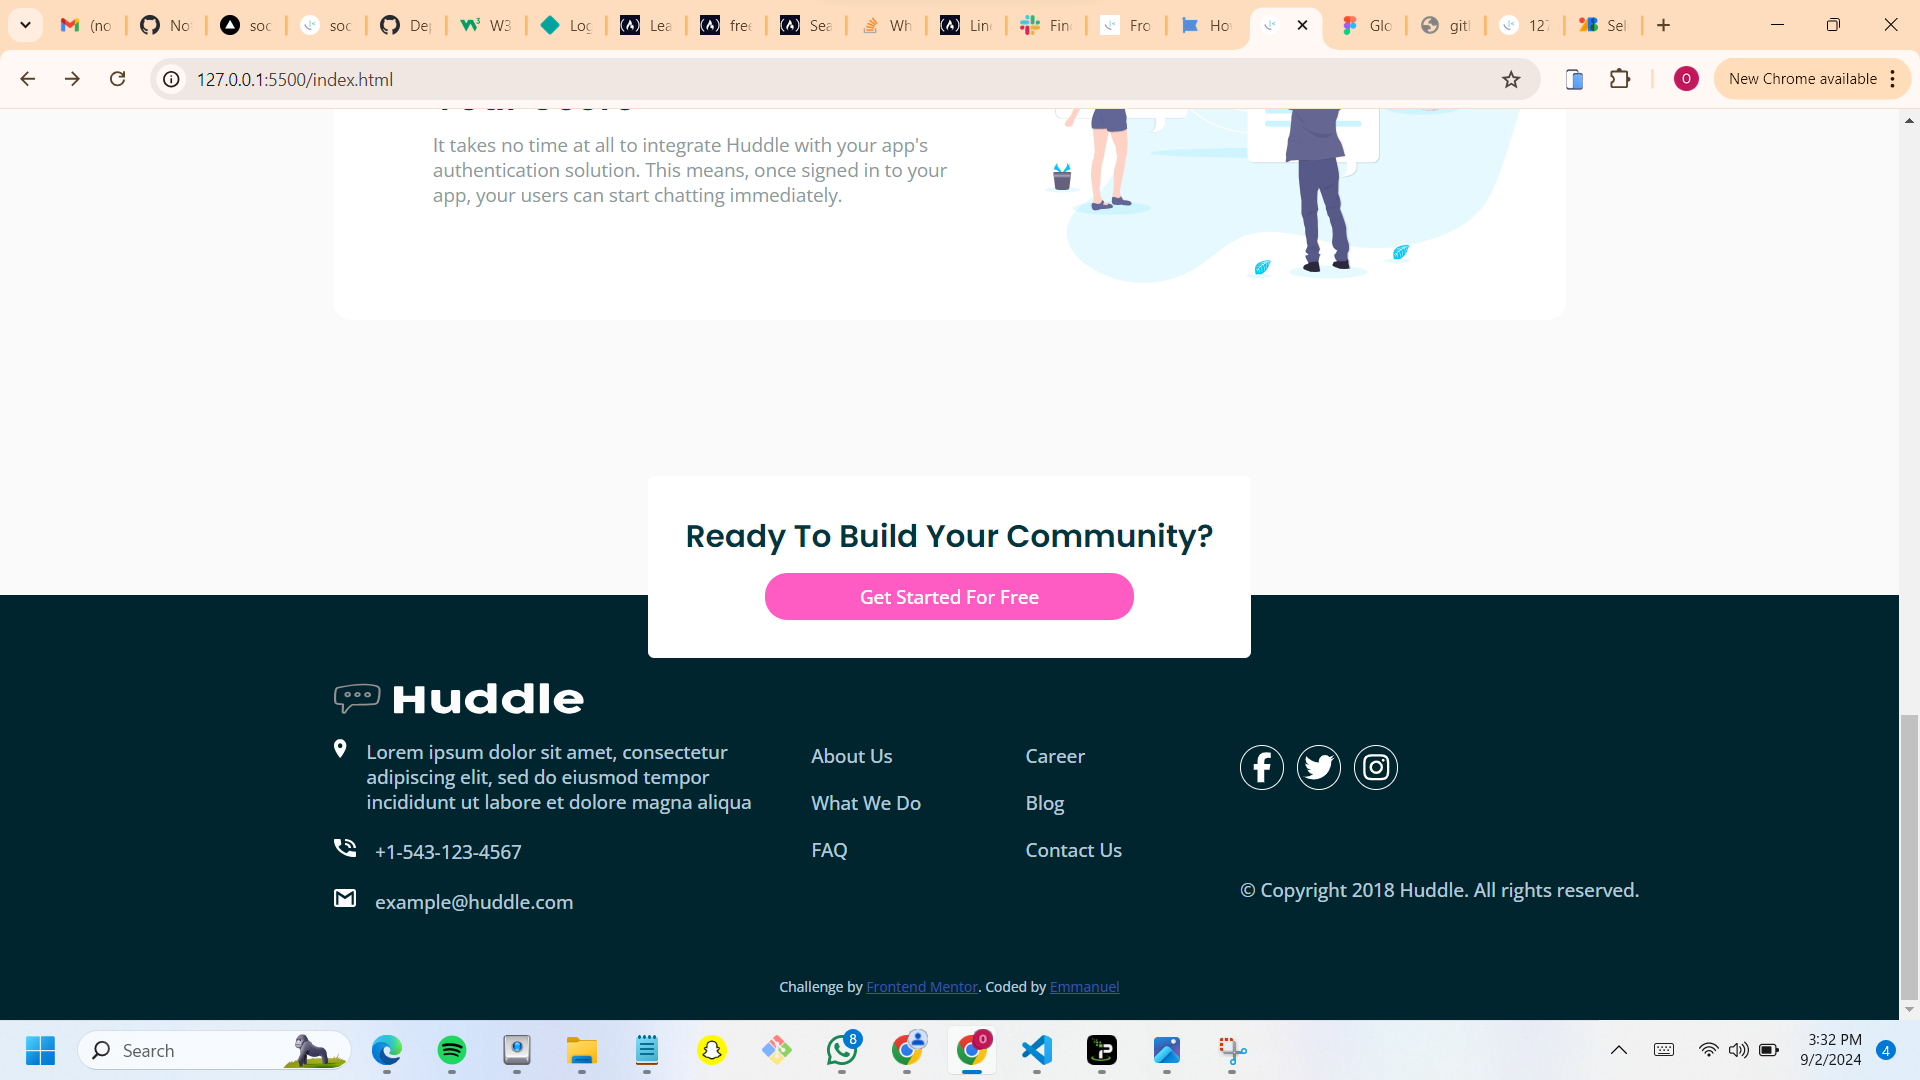 (no
No
soc
soc
De
W3
Log
Lea
free
Sea
Wh
Lin
Fin
Fro
Ho
Glo
git
127
Sel
127.0.0.1:5500/index.html
O
New Chrome available
It takes no time at all to integrate Huddle with your app's
authentication solution. This means, once signed in to your
app, your users can start chatting immediately.
Ready To Build Your Community?
Get Started For Free
Huddle
Lorem ipsum dolor sit amet, consectetur
adipiscing elit, sed do eiusmod tempor
incididunt ut labore et dolore magna aliqua
+1-543-123-4567
example@huddle.com
About Us
What We Do
FAQ
Career
Blog
Contact Us
© Copyright 2018 Huddle. All rights reserved.
Challenge by Frontend Mentor. Coded by Emmanuel
Search
8
3:32 PM
9/2/2024
4